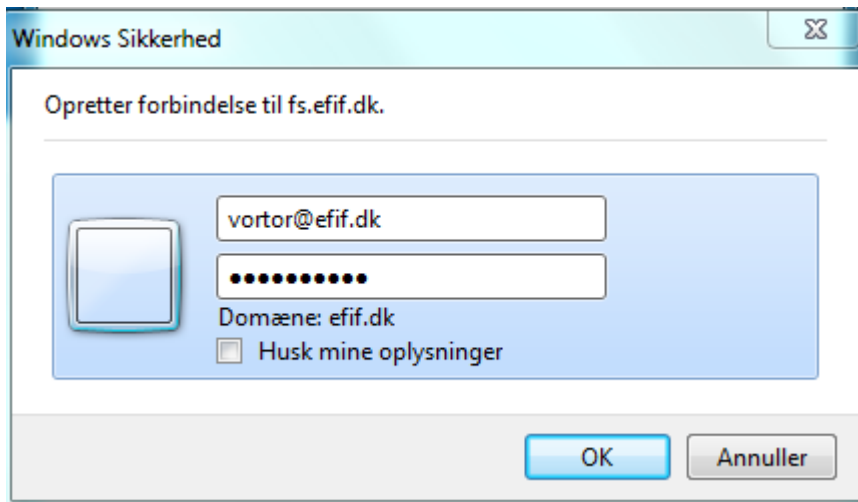 Windows Sikkerhed
Opretter forbindelse til fs.efif.dk.
vortor@efif.dk
●●●●●●●●●●
Domæne: efif.dk
Husk mine oplysninger
OK
Annuller